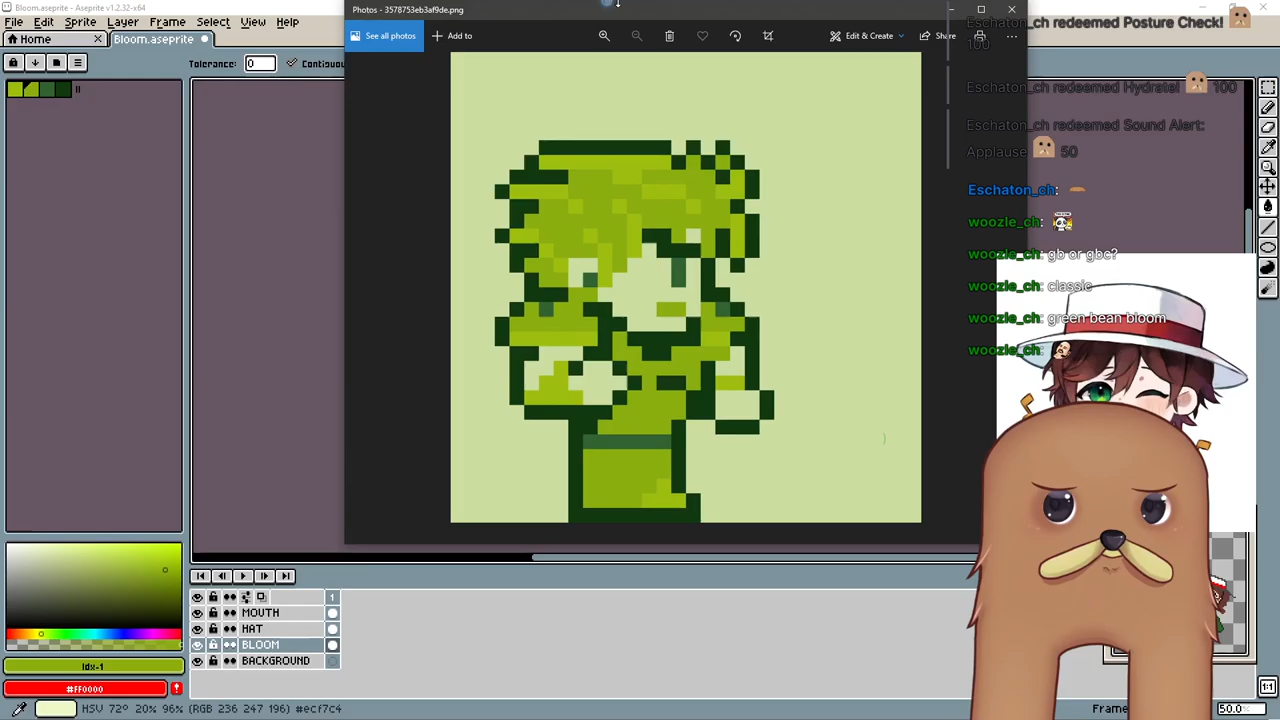 Bloom.aseprite - Aseprite v1.2.32-x64
File Edit Sprite Layer Frame Select View Help
Home
Bloom.aseprite
Tolerance: 0
Photos - 3578753eb3af9de.png
See all photos
Add to
Edit & Create
Share
Eschaton_ch redeemed Posture Check!
100
Eschaton_ch redeemed Hydrate! 100
Eschaton_ch redeemed Sound Alert:
Applause 50
Eschaton_ch:
woozle_ch:
woozle_ch: gb or gbc?
woozle_ch: classic
woozle_ch: green bean bloom
woozle_ch:
1
MOUTH
HAT
BLOOM
BACKGROUND
Idx-1
#FF0000
HSV 72° 20% 96% (RGB 236 247 196) #ecf7c4
Frame
1:1
50.0%